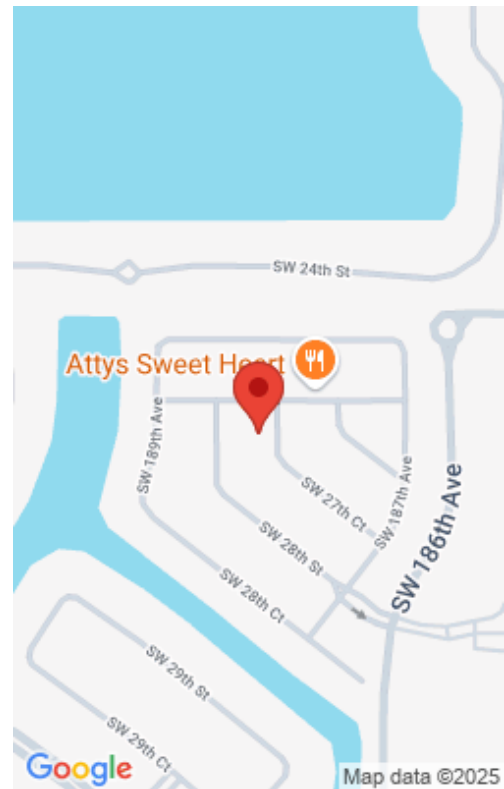 SW 24th St
Attys Sweet Heart
SW 189th Ave
SW 27th Ct
SW 187th Ave
SW 28th St
SW 186th Ave
SW 28th Ct
SW 29th St
SW 29th Ct
Google
Map data ©2025